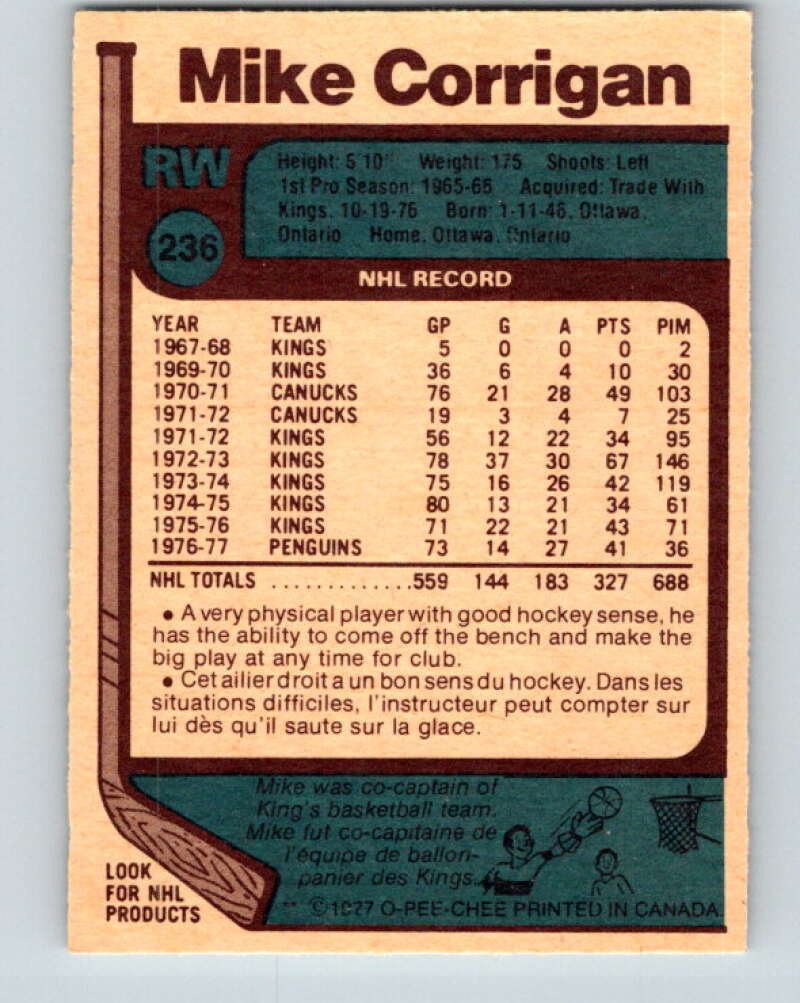 Mike Corrigan
RW
Height: 5 10" Weight: 175 Shoots: Left
1st Pro Season: 1965-66 Acquired: Trade With
Kings, 10-19-76 Born: 1-11-46, Ottawa,
Ontario Home: Ottawa, Ontario
236
NHL RECORD
YEAR TEAM GP G A PTS PIM
1967-68 KINGS 5 0 0 0 2
1969-70 KINGS 36 6 4 10 30
1970-71 CANUCKS 76 21 28 49 103
1971-72 CANUCKS 19 3 4 7 25
1971-72 KINGS 56 12 22 34 95
1972-73 KINGS 78 37 30 67 146
1973-74 KINGS 75 16 26 42 119
1974-75 KINGS 80 13 21 34 61
1975-76 KINGS 71 22 21 43 71
1976-77 PENGUINS 73 14 27 41 36
NHL TOTALS .............559 144 183 327 688
• A very physical player with good hockey sense, he
has the ability to come off the bench and make the
big play at any time for club.
• Cet ailier droit a un bon sens du hockey. Dans les
situations difficiles, l'instructeur peut compter sur
lui dès qu'il saute sur la glace.
Mike was co-captain of
King's basketball team.
Mike fut co-capitaine de
l'équipe de ballon-
panier des Kings.
LOOK
FOR NHL
PRODUCTS
** ©1977 O-PEE-CHEE PRINTED IN CANADA.